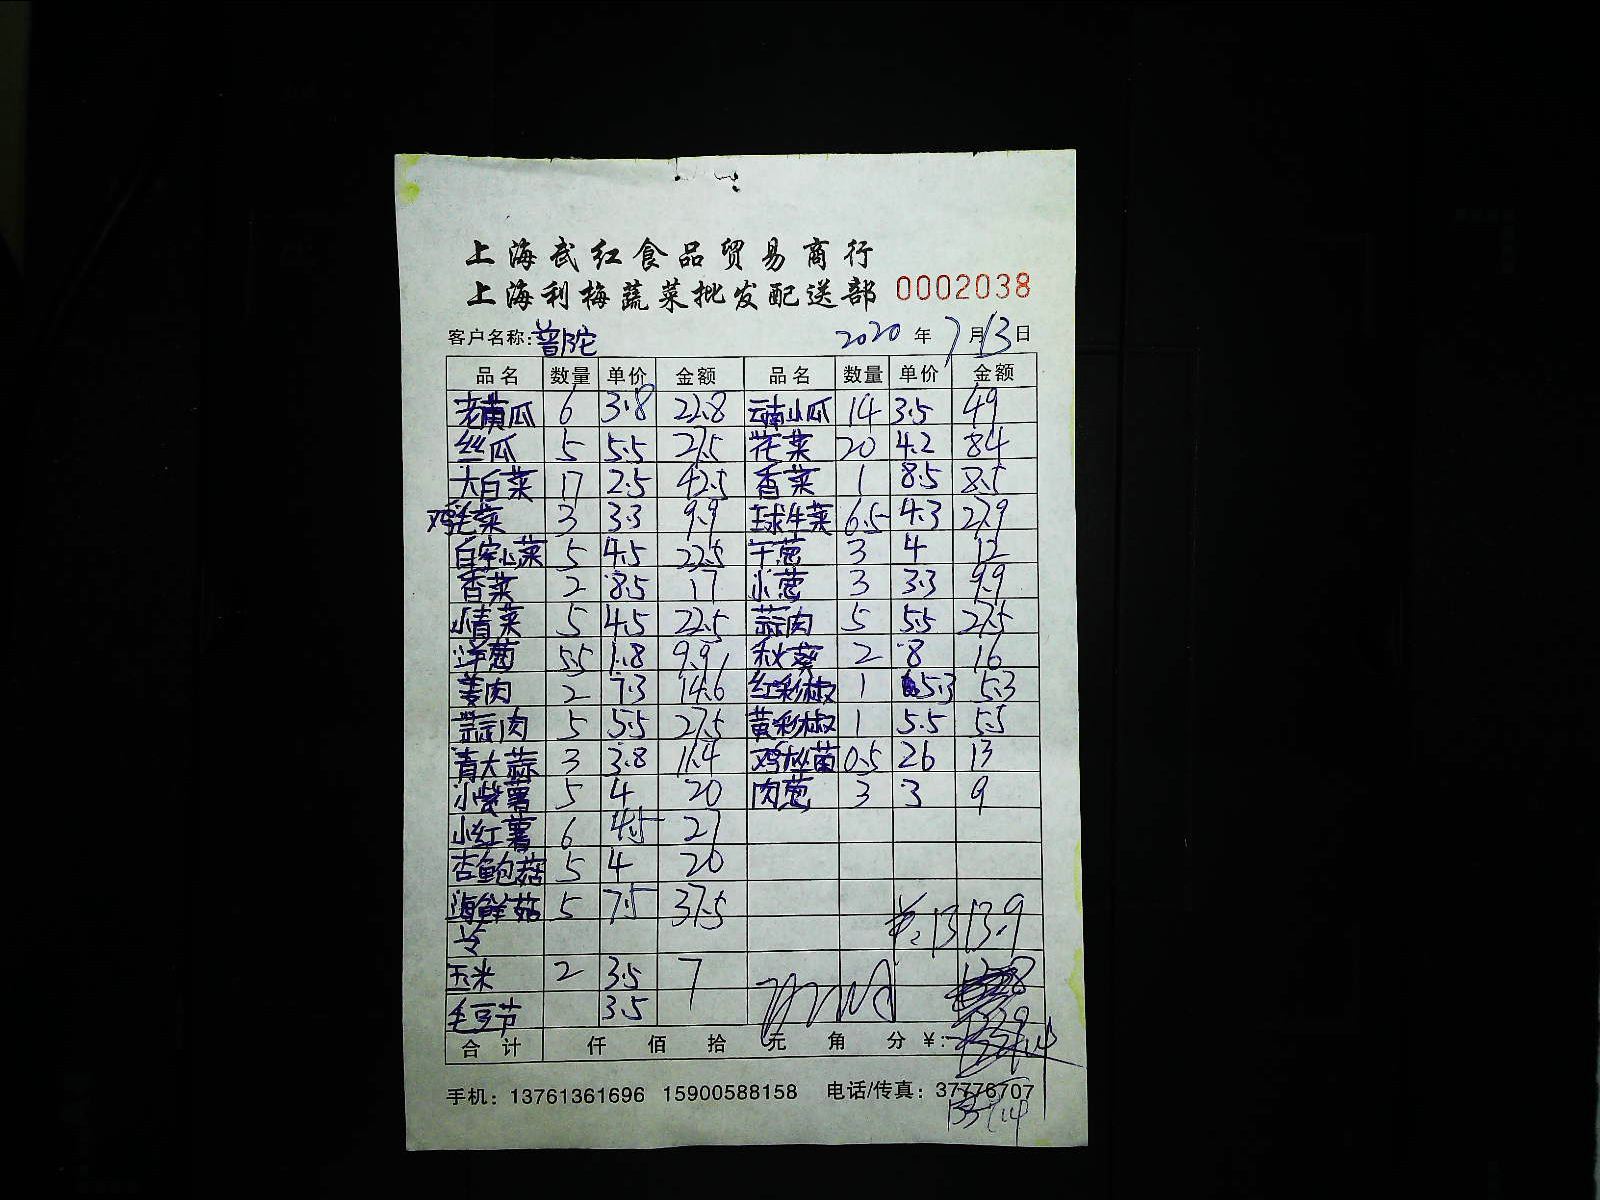 上海武红食品贸易商行
上海利梅蔬菜批发配送部 0002038
客户名称:普陀 2020年7月13日
品名 数量 单价 金额 品名 数量 单价 金额
老黄瓜 6 3.8 22.8 云南小瓜 14 3.5 49
丝瓜 5 5.5 27.5 花菜 20 4.2 84
大白菜 17 2.5 42.5 香菜 1 8.5 8.5
鸡毛菜 3 3.3 9.9 球生菜 6.5 4.3 27.9
白空心菜 5 4.5 22.5 干葱 3 4 12
香菜 2 8.5 17 小葱 3 3.3 9.9
小青菜 5 4.5 22.5 蒜肉 5 5.5 27.5
洋葱 5.5 1.8 9.9 秋葵 2 8 16
姜肉 2 7.3 14.6 红彩椒 1 5.3 5.3
蒜肉 5 5.5 27.5 黄彩椒 1 5.5 5.5
青大蒜 3 3.8 11.4 鸡枞菌 0.5 26 13
小紫薯 5 4 20 肉葱 3 3 9
小红薯 6 4.5 27
杏鲍菇 5 4 20
海鲜菇 5 7.5 37.5
玉米 2 3.5 7
毛豆节 3.5
合计 仟 佰 拾 元 角 分 ¥:
手机：13761361696 15900588158 电话/传真：37776707